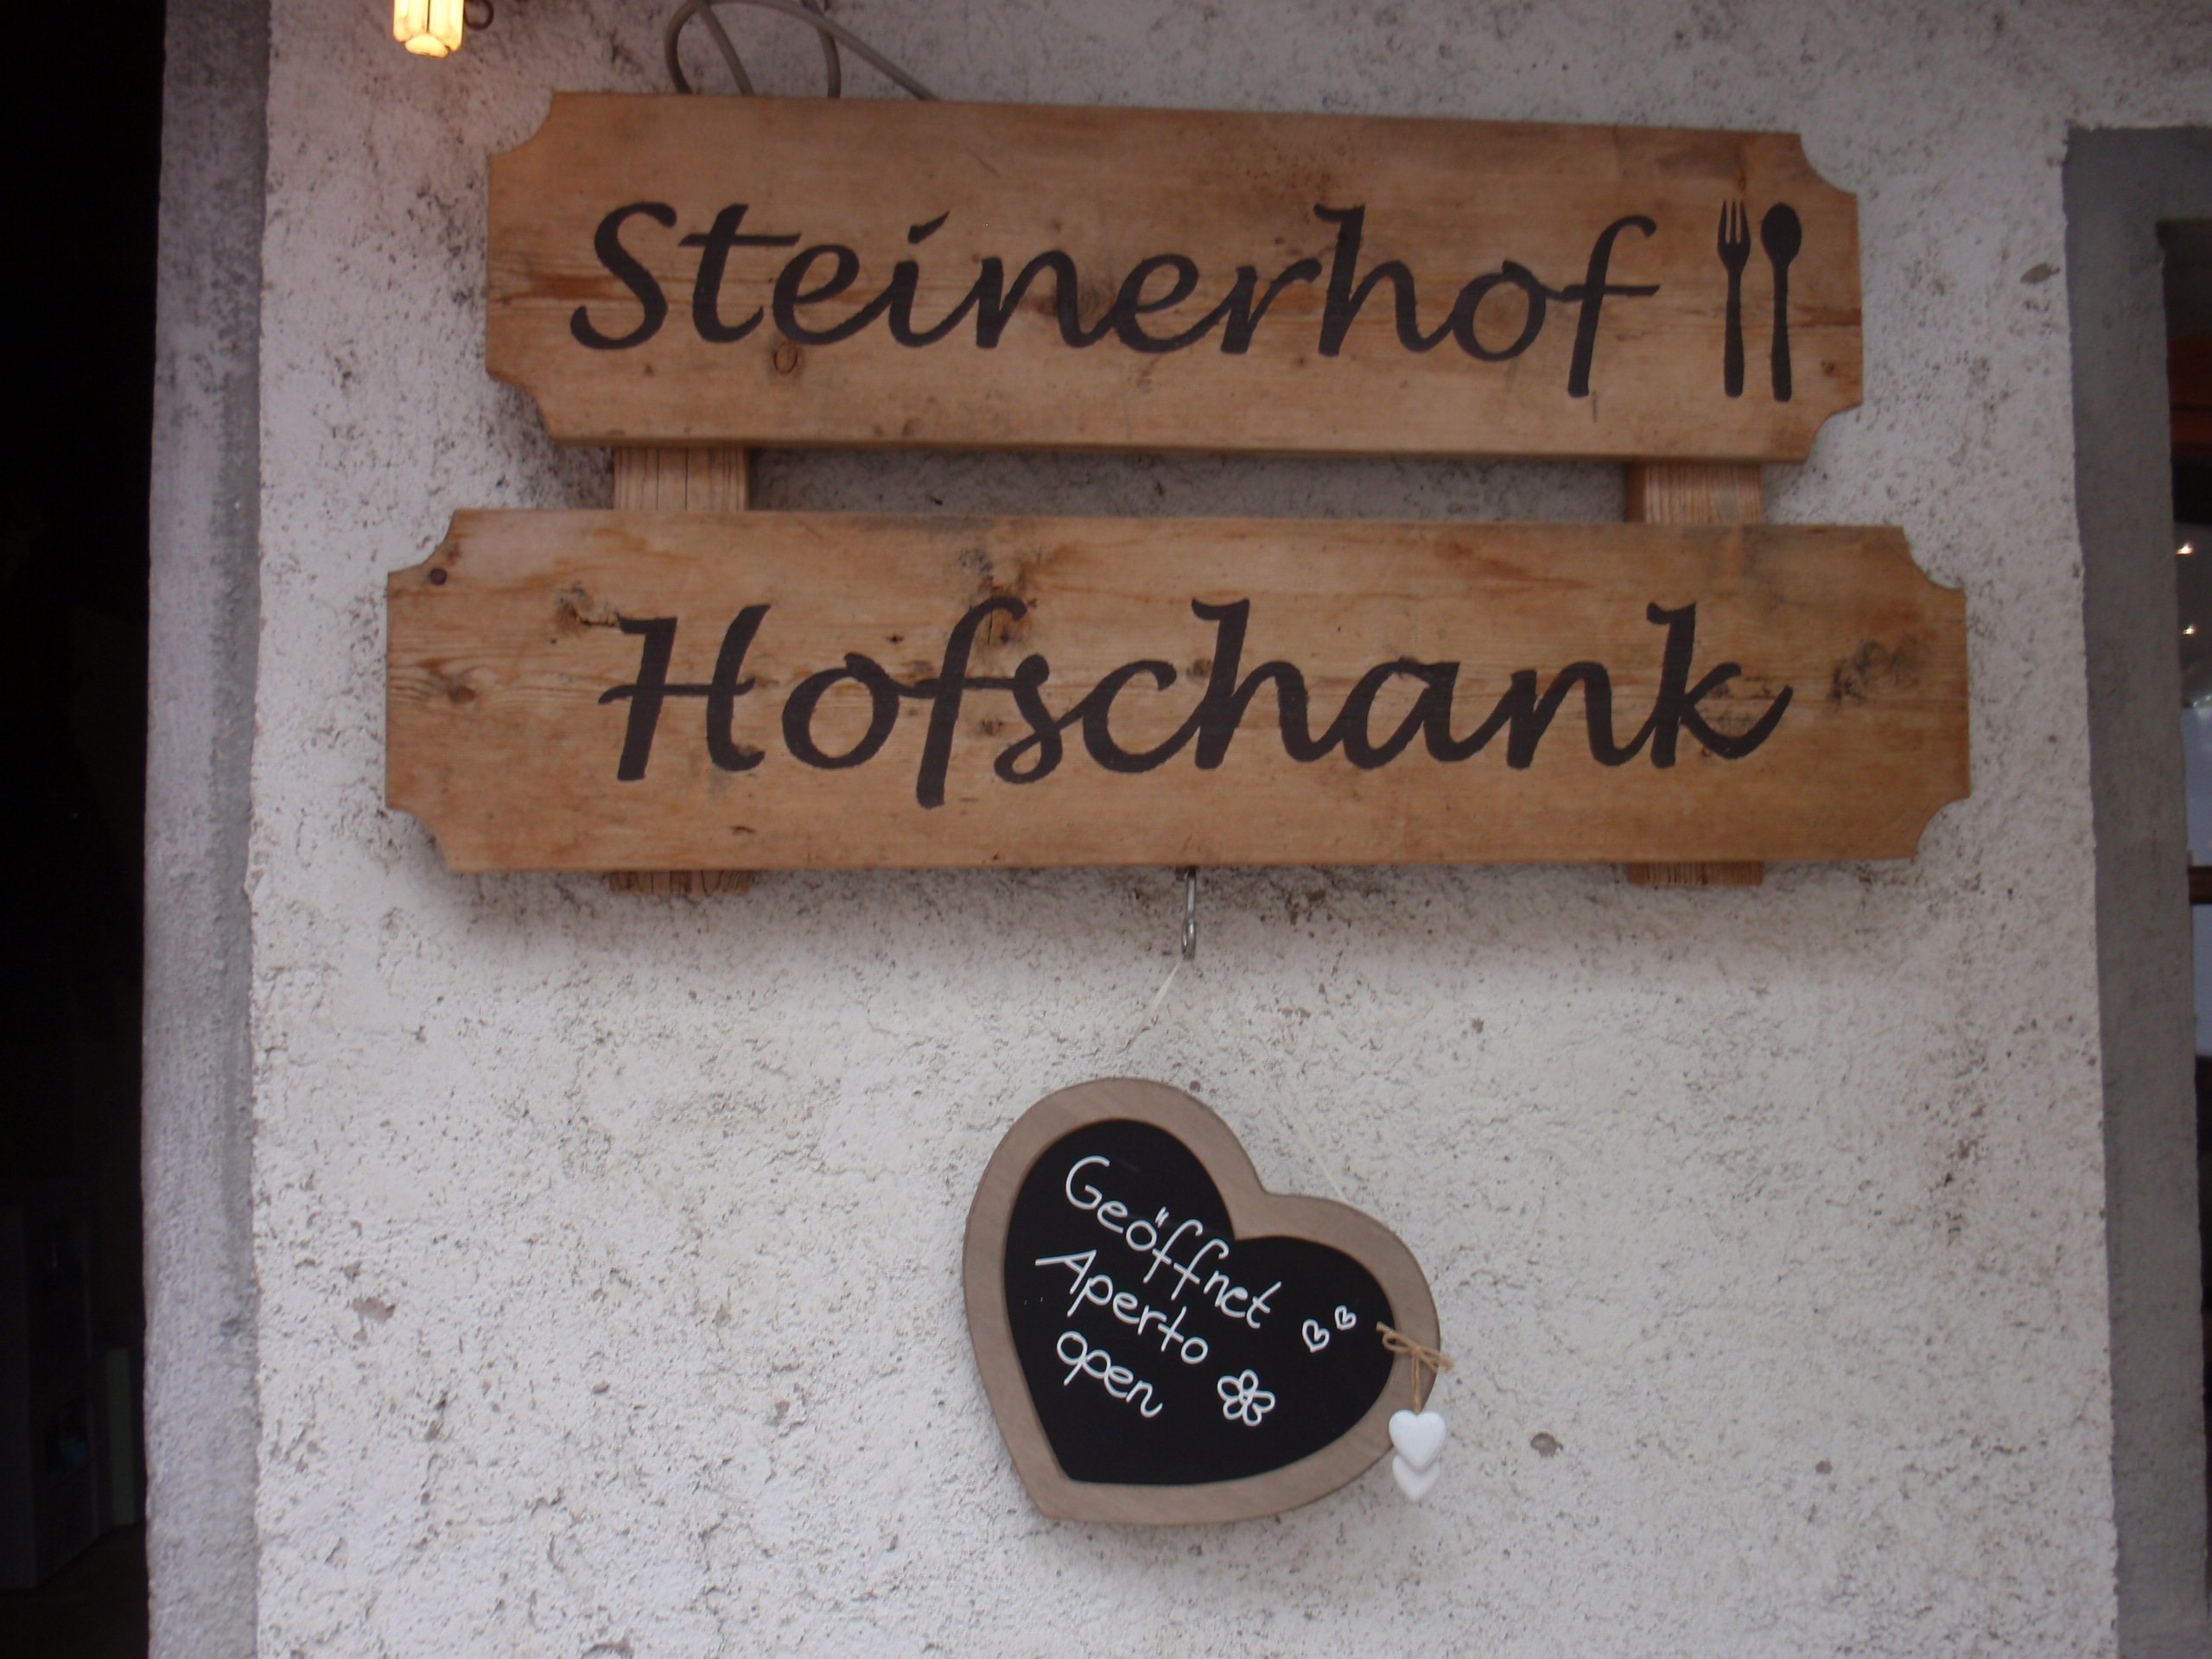 Steinerhof
Hofschank
Geöffnet
Aperto
open